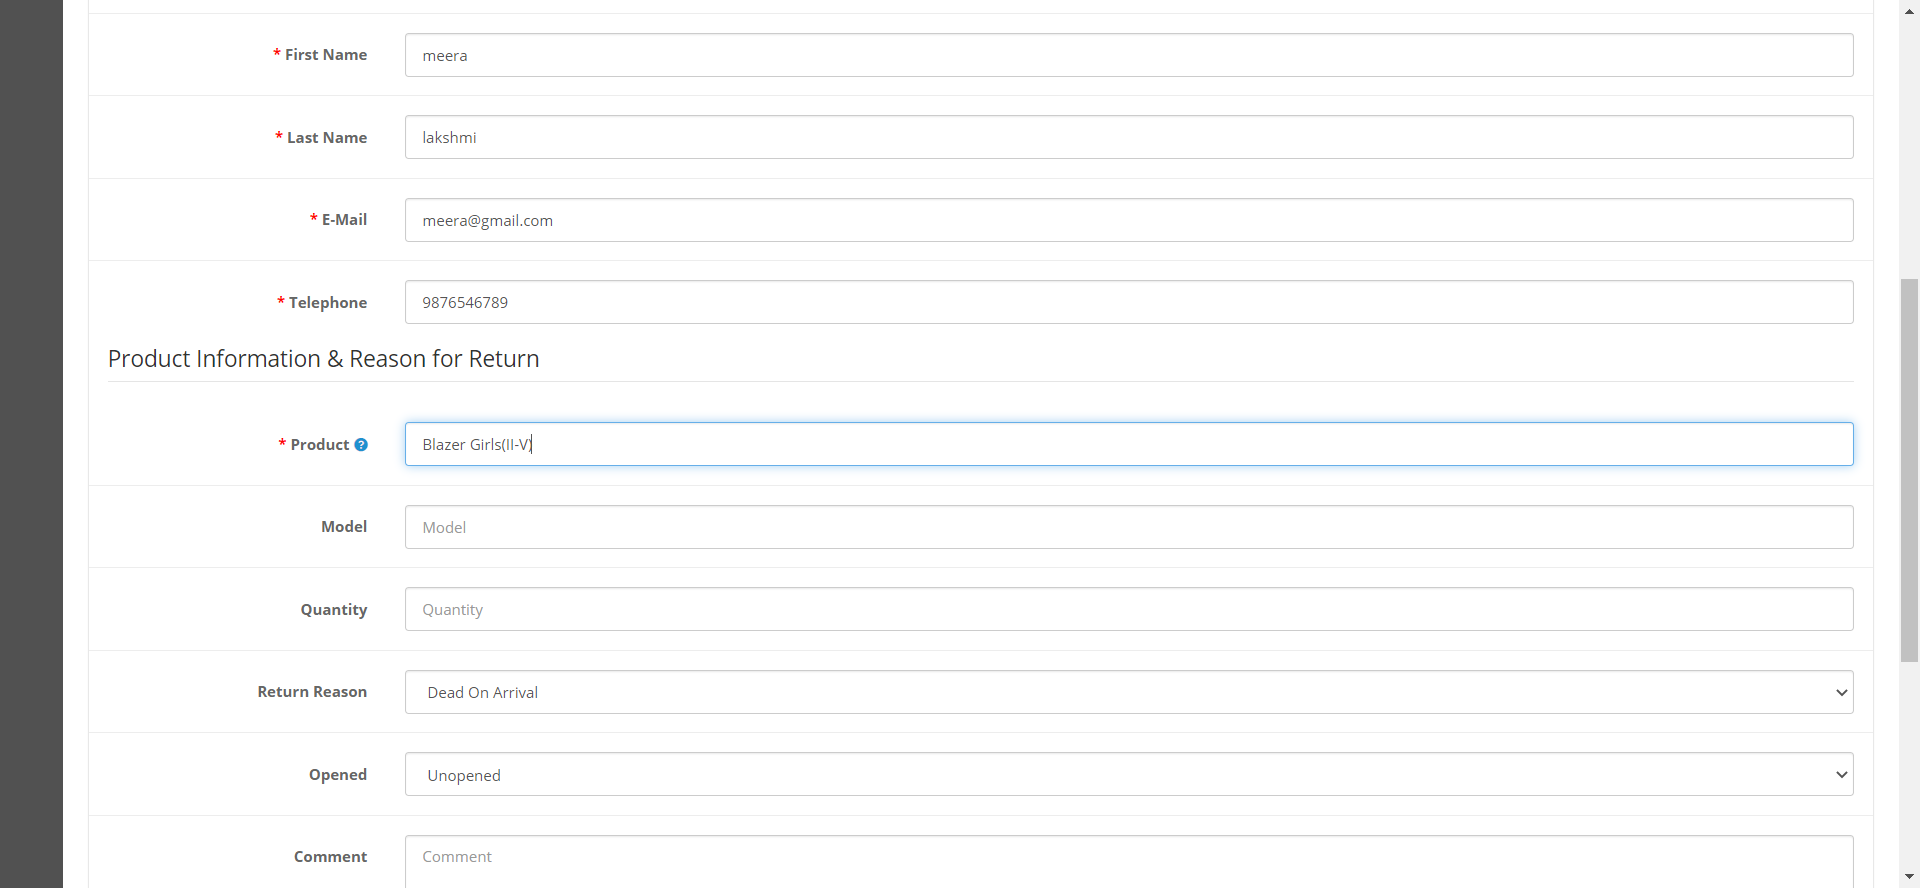 * First Name
meera
* Last Name
lakshmi
* E-Mail
meera@gmail.com
* Telephone
9876546789
Product Information & Reason for Return
* Product ?
Blazer Girls(II-V)
Model
Model
Quantity
Quantity
Return Reason
Dead On Arrival
Opened
Unopened
Comment
Comment